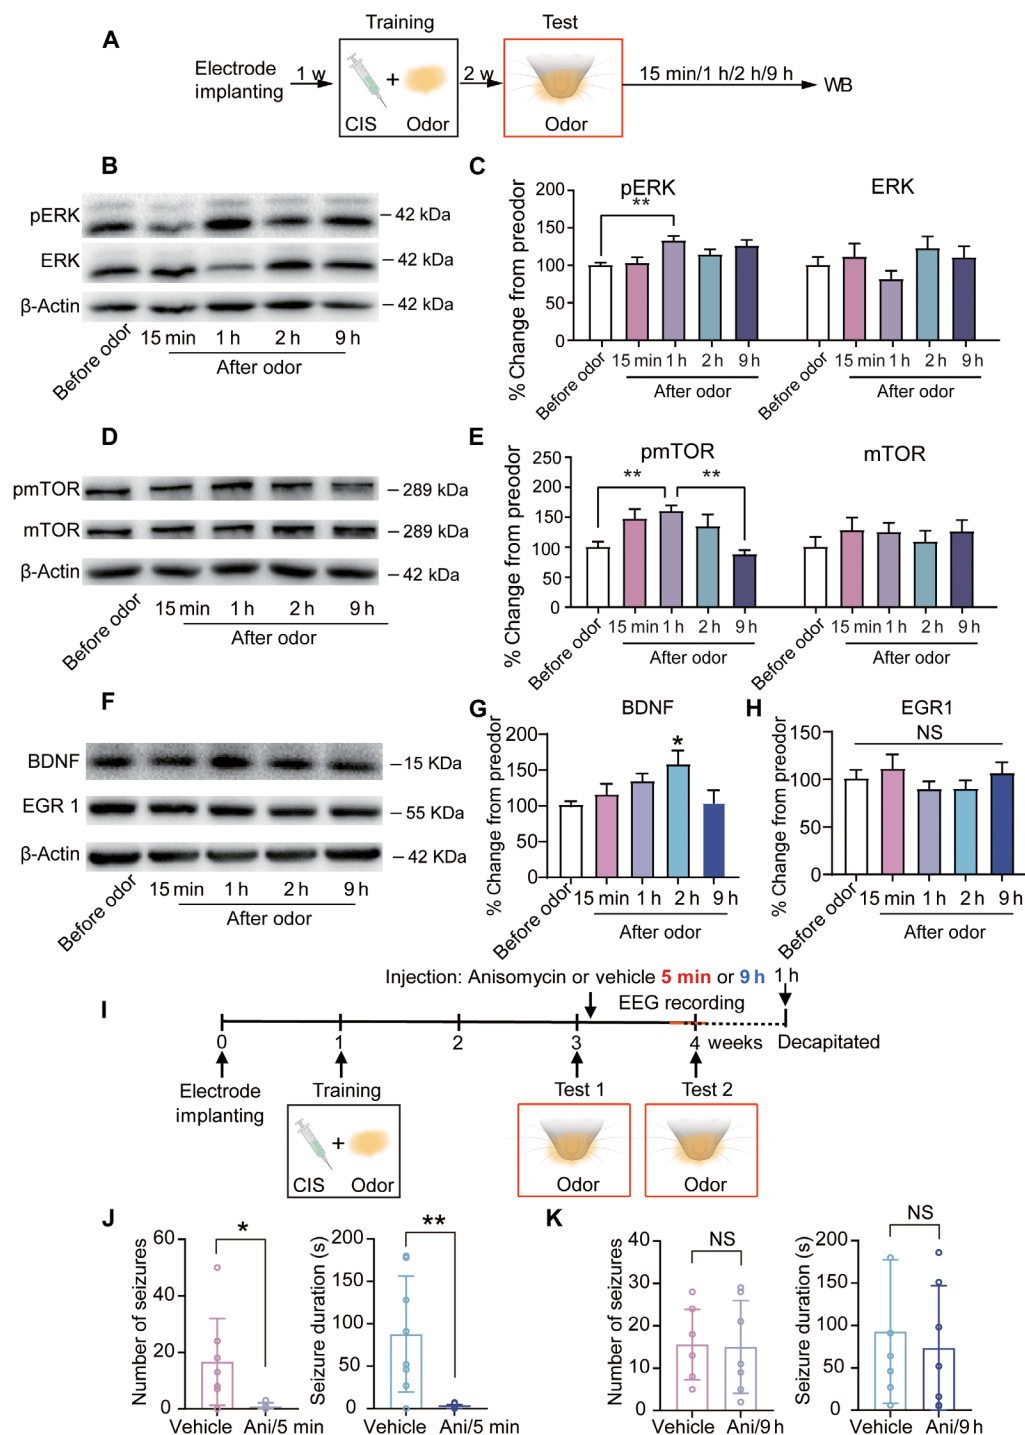 A
Training
Test
Electrode
implanting
1 w
+
CIS
Odor
2 w
Odor
15 min/1 h/2 h/9 h
WB
B
pERK
42 kDa
ERK
42 kDa
β-Actin
42 kDa
Before odor
15 min
1 h
2 h
9 h
After odor
C
% Change from preodor
200
150
100
50
0
pERK
**
ERK
Before odor
15 min
1 h
2 h
9 h
After odor
Before odor
15 min
1 h
2 h
9 h
After odor
D
pmTOR
289 kDa
mTOR
289 kDa
β-Actin
42 kDa
Before odor
15 min
1 h
2 h
9 h
After odor
E
% Change from preodor
250
200
150
100
50
0
pmTOR
**
**
mTOR
Before odor
15 min
1 h
2 h
9 h
After odor
Before odor
15 min
1 h
2 h
9 h
After odor
F
BDNF
15 KDa
EGR 1
55 KDa
β-Actin
42 KDa
Before odor
15 min
1 h
2 h
9 h
After odor
G
BDNF
% Change from preodor
200
150
100
50
0
*
Before odor
15 min
1 h
2 h
9 h
After odor
H
EGR1
NS
% Change from preodor
150
100
50
0
Before odor
15 min
1 h
2 h
9 h
After odor
I
Injection: Anisomycin or vehicle 5 min or 9 h
1 h
EEG recording
0
1
2
3
4
weeks
Decapitated
Electrode
implanting
Training
+
CIS
Odor
Test 1
Odor
Test 2
Odor
J
Number of seizures
60
40
20
0
*
Vehicle
Ani/5 min
Seizure duration (s)
200
150
100
50
0
**
Vehicle
Ani/5 min
K
Number of seizures
40
30
20
10
0
NS
Vehicle
Ani/9 h
Seizure duration (s)
200
150
100
50
0
NS
Vehicle
Ani/9 h